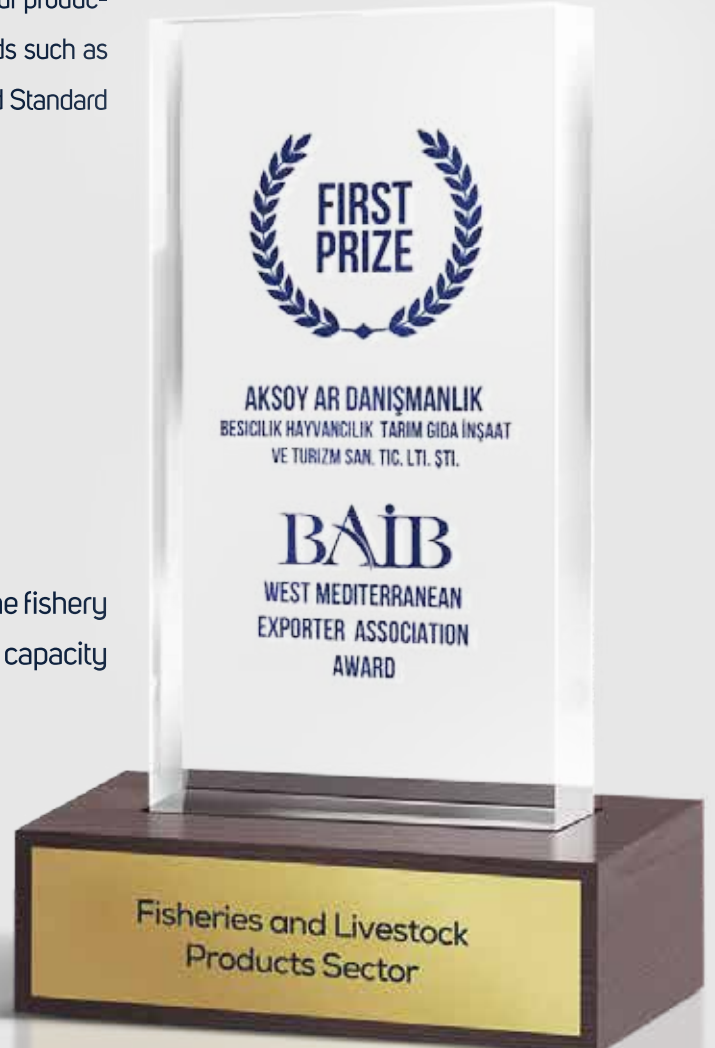 produc-
ds such as
Standard
FIRST
PRIZE
AKSOY AR DANIŞMANLIK
BESICILIK HAYVANCILIK TARIM GIDA İNŞAAT
VE TURIZM SAN. TIC. LTI. ŞTI.
BAİB
WEST MEDITERRANEAN
EXPORTER ASSOCIATION
AWARD
fishery
capacity
Fisheries and Livestock
Products Sector